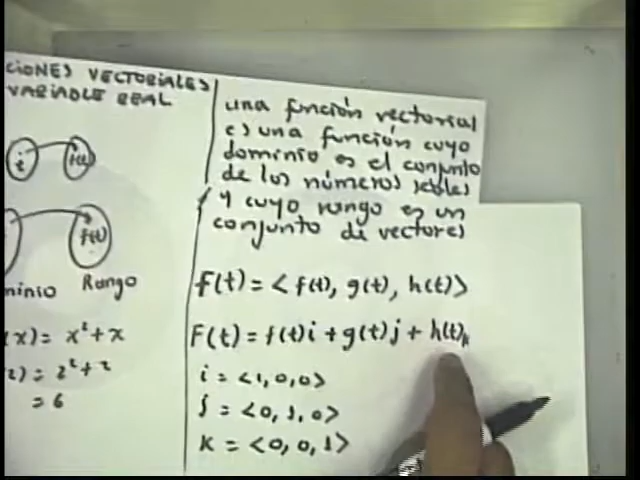 CIONES VECTORIALES
VARIABLE REAL
t f(t)
f(t)
minio Rango
(x) = x² + x
2) = 2² + 2
= 6
una función vectorial
es una función cuyo
dominio es el conjunto
de los números reales
y cuyo rango es un
conjunto de vectores
f(t) = < f(t), g(t), h(t)>
F(t) = f(t)i + g(t)j + h(t)k
i = <1,0,0>
j = <0,1,0>
k = <0,0,1>